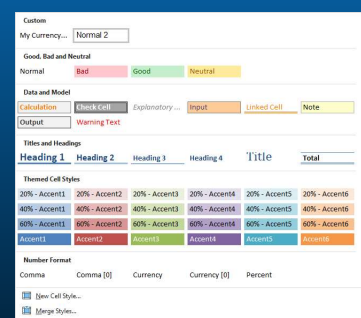 Custom
My Currency... Normal 2
Good, Bad and Neutral
Normal Bad Good Neutral
Data and Model
Calculation Check Cell Explanatory ... Input Linked Cell Note
Output Warning Text
Titles and Headings
Heading 1 Heading 2 Heading 3 Heading 4 Title Total
Themed Cell Styles
20% - Accent1 20% - Accent2 20% - Accent3 20% - Accent4 20% - Accent5 20% - Accent6
40% - Accent1 40% - Accent2 40% - Accent3 40% - Accent4 40% - Accent5 40% - Accent6
60% - Accent1 60% - Accent2 60% - Accent3 60% - Accent4 60% - Accent5 60% - Accent6
Accent1 Accent2 Accent3 Accent4 Accent5 Accent6
Number Format
Comma Comma [0] Currency Currency [0] Percent
New Cell Style...
Merge Styles...